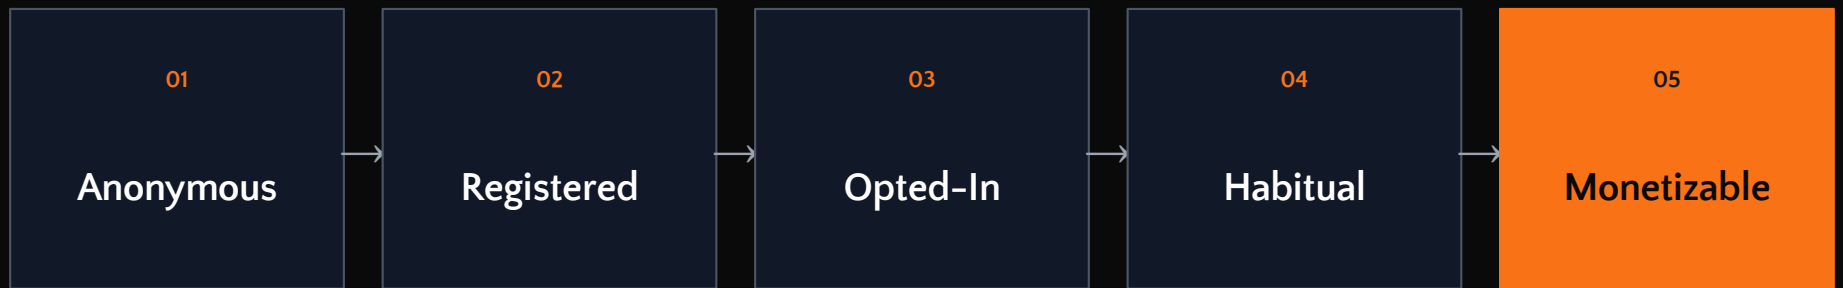 01
Anonymous
02
Registered
03
Opted-In
04
Habitual
05
Monetizable